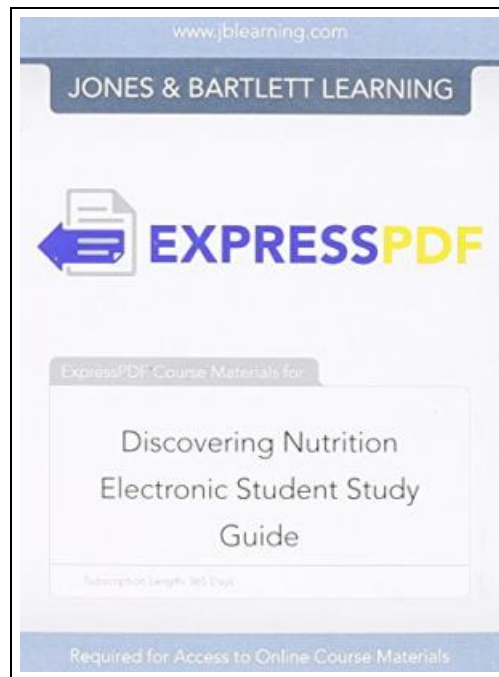 www.jblearning.com
JONES & BARTLETT LEARNING
EXPRESSPDF
ExpressPDF Course Materials for
Discovering Nutrition
Electronic Student Study
Guide
Subscription Length: 365 Days
Required for Access to Online Course Materials